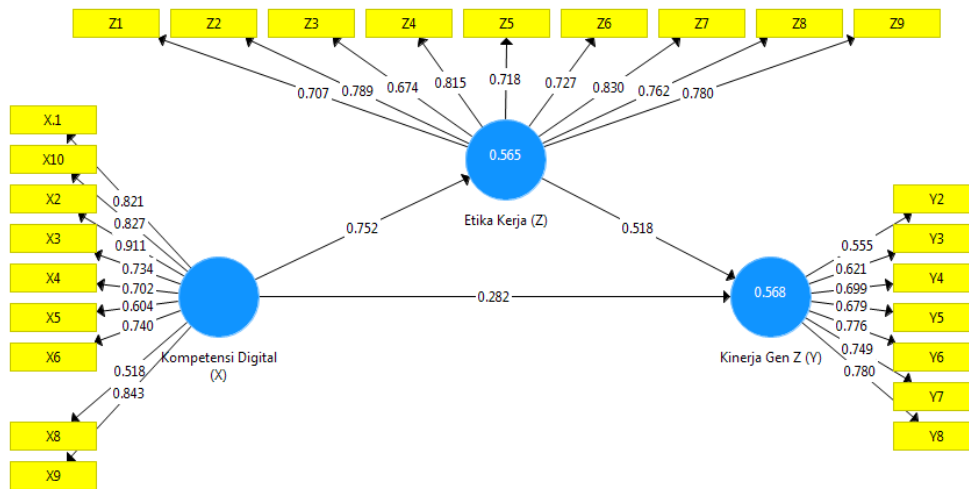 Z1 Z2 Z3 Z4 Z5 Z6 Z7 Z8 Z9
0.707 0.789 0.674 0.815 0.718 0.727 0.830 0.762 0.780
X.1
X10
X2
X3
X4
X5
X6
X8
X9
0.821
0.827
0.911
0.734
0.702
0.604
0.740
0.518
0.843
Kompetensi Digital
(X)
0.752
0.565
Etika Kerja (Z)
0.518
0.282
0.568
Kinerja Gen Z (Y)
0.555
0.621
0.699
0.679
0.776
0.749
0.780
Y2
Y3
Y4
Y5
Y6
Y7
Y8